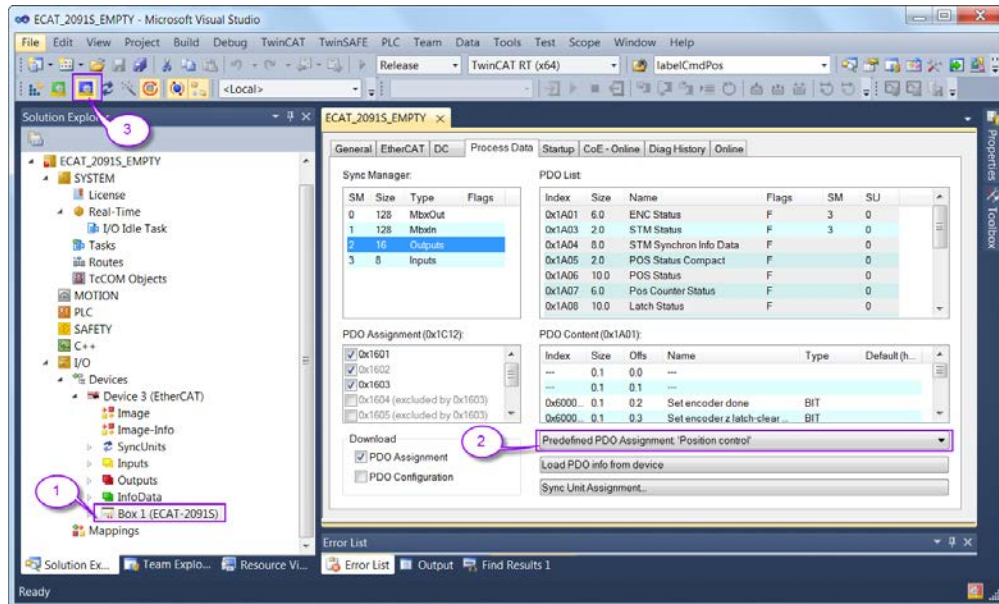 ECAT_2091S_EMPTY - Microsoft Visual Studio
File Edit View Project Build Debug TwinCAT TwinSAFE PLC Team Data Tools Test Scope Window Help
Release TwinCAT RT (x64) labelCmdPos
<Local>
3
Solution Explorer
ECAT_2091S_EMPTY
SYSTEM
License
Real-Time
I/O Idle Task
Tasks
Routes
TcCOM Objects
MOTION
PLC
SAFETY
C++
I/O
Devices
Device 3 (EtherCAT)
Image
Image-Info
SyncUnits
Inputs
Outputs
InfoData
1
Box 1 (ECAT-2091S)
Mappings
Solution Ex... Team Explo... Resource Vi...
ECAT_2091S_EMPTY
General EtherCAT DC Process Data Startup CoE - Online Diag History Online
Sync Manager:
SM Size Type Flags
0 128 MbxOut
1 128 MbxIn
2 16 Outputs
3 8 Inputs
PDO List:
Index Size Name Flags SM SU
0x1A01 6.0 ENC Status F 3 0
0x1A03 2.0 STM Status F 3 0
0x1A04 8.0 STM Synchron Info Data F 0
0x1A05 2.0 POS Status Compact F 0
0x1A06 10.0 POS Status F 0
0x1A07 6.0 Pos Counter Status F 0
0x1A08 10.0 Latch Status F 0
PDO Assignment (0x1C12):
0x1601
0x1602
0x1603
0x1604 (excluded by 0x1603)
0x1605 (excluded by 0x1603)
PDO Content (0x1A01):
Index Size Offs Name Type Default (h...
--- 0.1 0.0 ---
--- 0.1 0.1 ---
0x6000... 0.1 0.2 Set encoder done BIT
0x6000... 0.1 0.3 Set encoder z latch-clear ... BIT
Download
PDO Assignment
PDO Configuration
2
Predefined PDO Assignment: 'Position control'
Load PDO info from device
Sync Unit Assignment...
Error List
Error List Output Find Results 1
Properties
Toolbox
Ready